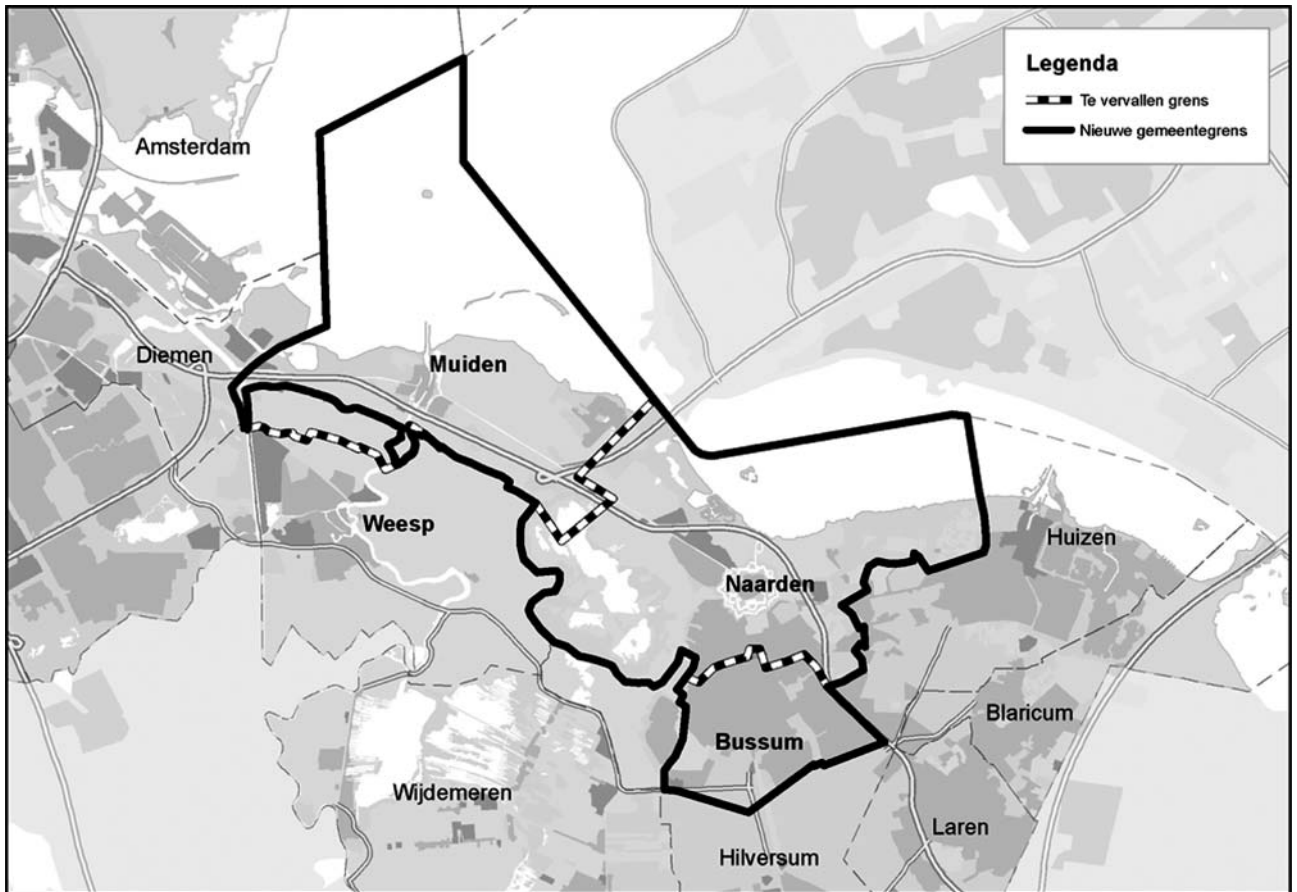 Legenda
Te vervallen grens
Nieuwe gemeentegrens
Amsterdam
Diemen
Muiden
Weesp
Naarden
Huizen
Bussum
Blaricum
Wijdemeren
Laren
Hilversum